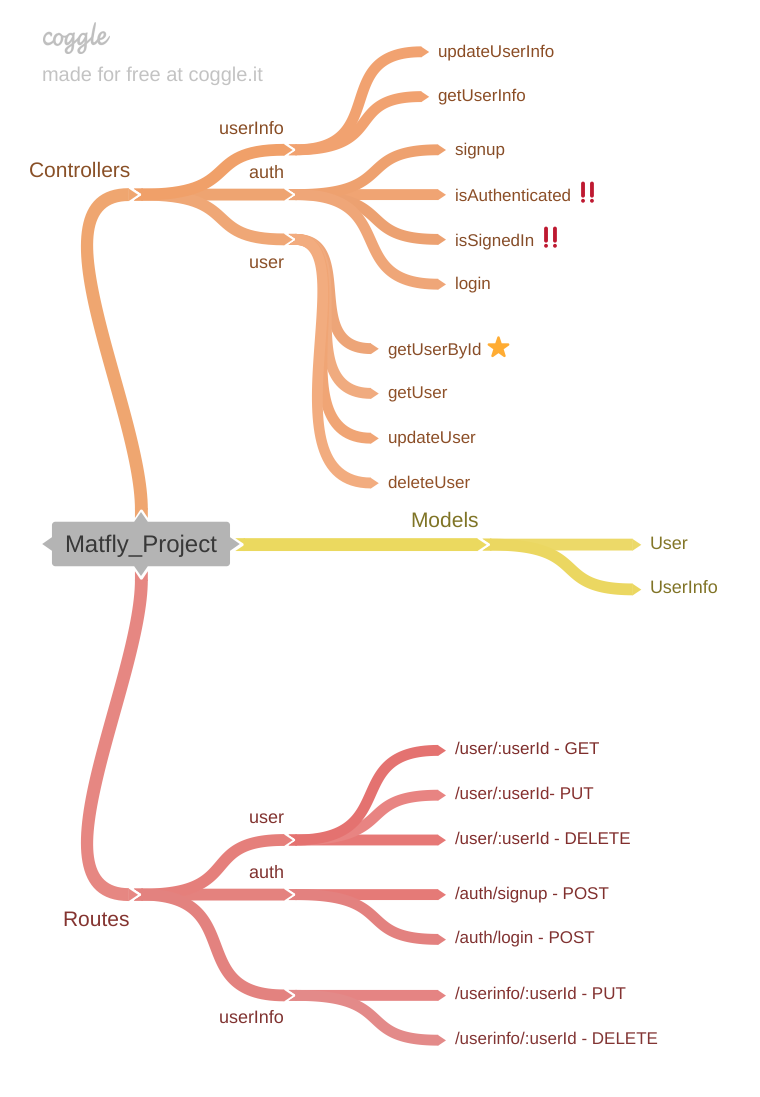 coggle
made for free at coggle.it
Controllers
userInfo
updateUserInfo
getUserInfo
auth
signup
isAuthenticated ‼
isSignedIn ‼
login
user
getUserById ⭐
getUser
updateUser
deleteUser
Matfly_Project
Models
User
UserInfo
Routes
user
/user/:userId - GET
/user/:userId- PUT
/user/:userId - DELETE
auth
/auth/signup - POST
/auth/login - POST
userInfo
/userinfo/:userId - PUT
/userinfo/:userId - DELETE